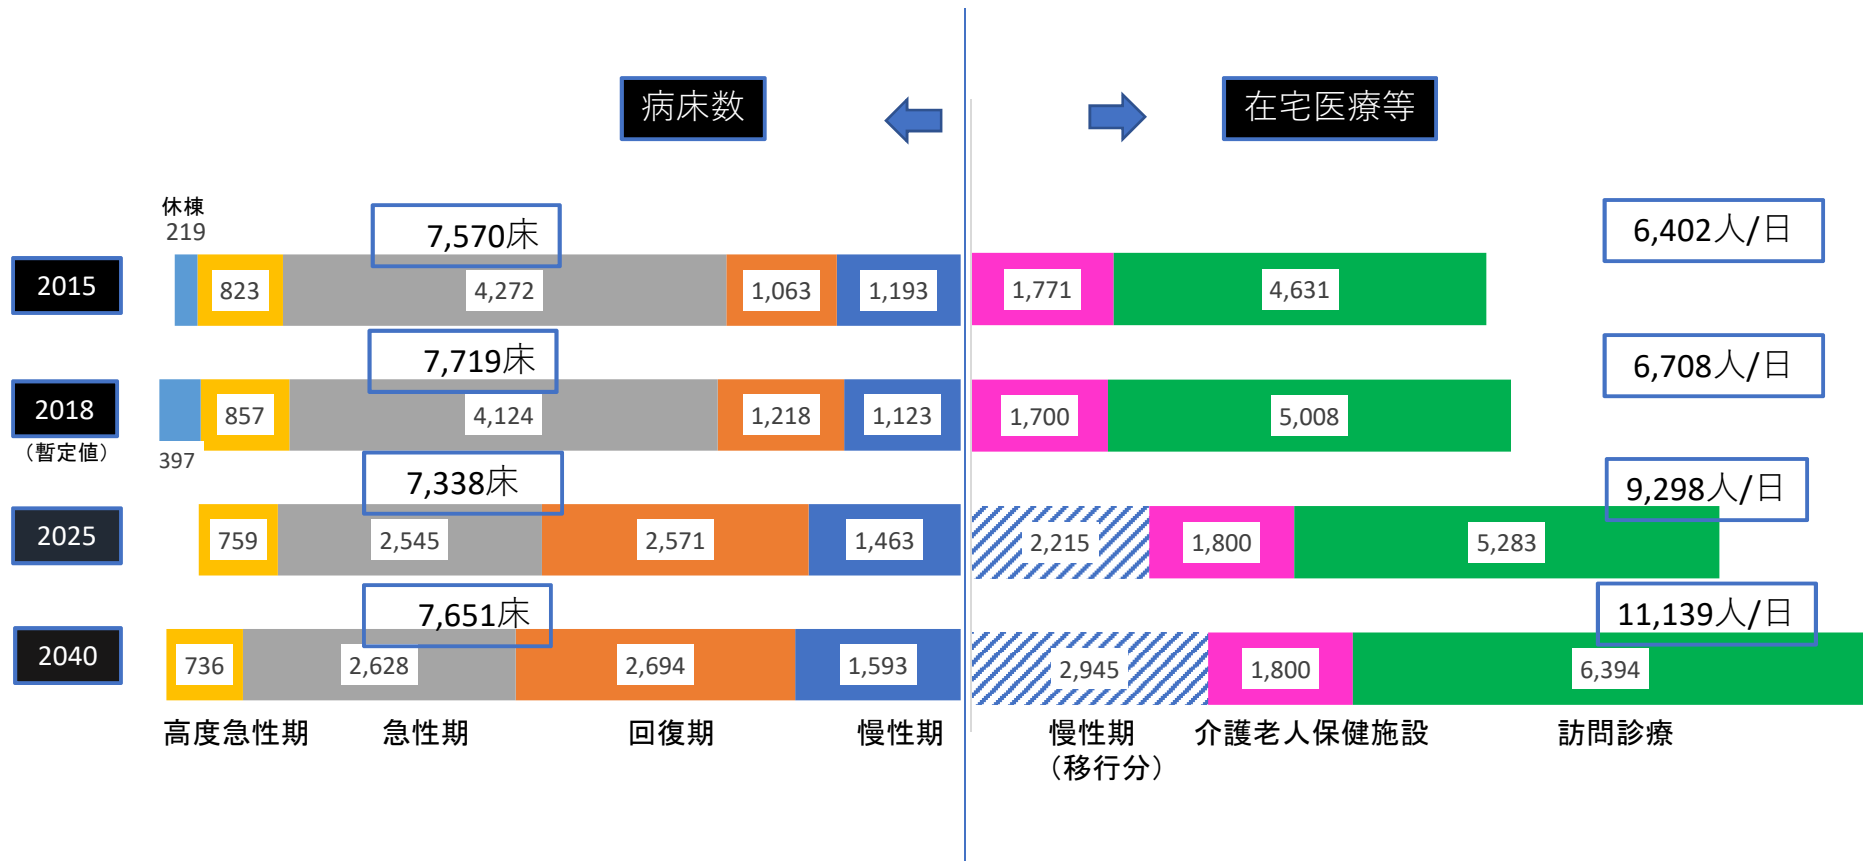 病床数
在宅医療等
休棟
219
7,570床
6,402人/日
2015
823
4,272
1,063
1,193
1,771
4,631
7,719床
6,708人/日
2018
(暫定値)
857
4,124
1,218
1,123
1,700
5,008
397
7,338床
9,298人/日
2025
759
2,545
2,571
1,463
2,215
1,800
5,283
7,651床
11,139人/日
2040
736
2,628
2,694
1,593
2,945
1,800
6,394
高度急性期
急性期
回復期
慢性期
慢性期
(移行分)
介護老人保健施設
訪問診療